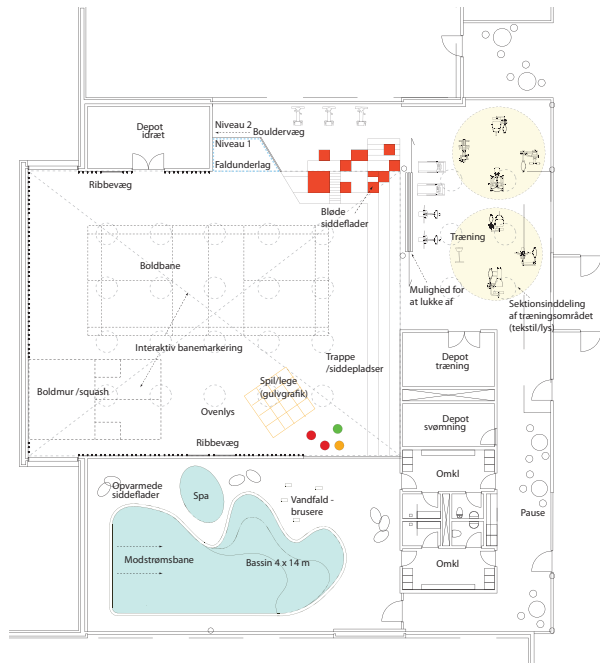 Depot
idræt
Niveau 2
Bouldervæg
Niveau 1
Faldunderlag
Ribbevæg
Bløde
siddeflader
Træning
Boldbane
Mulighed for
at lukke af
Sektionsinddeling
af træningsområdet
(tekstil/lys)
Interaktiv banemarkering
Trappe
/siddepladser
Depot
træning
Boldmur /squash
Spil/lege
(gulvgrafik)
Ovenlys
Depot
svømning
Ribbevæg
Opvarmede
siddeflader
Spa
Vandfald -
brusere
Omkl
Pause
Modstrømsbane
Bassin 4 x 14 m
Omkl